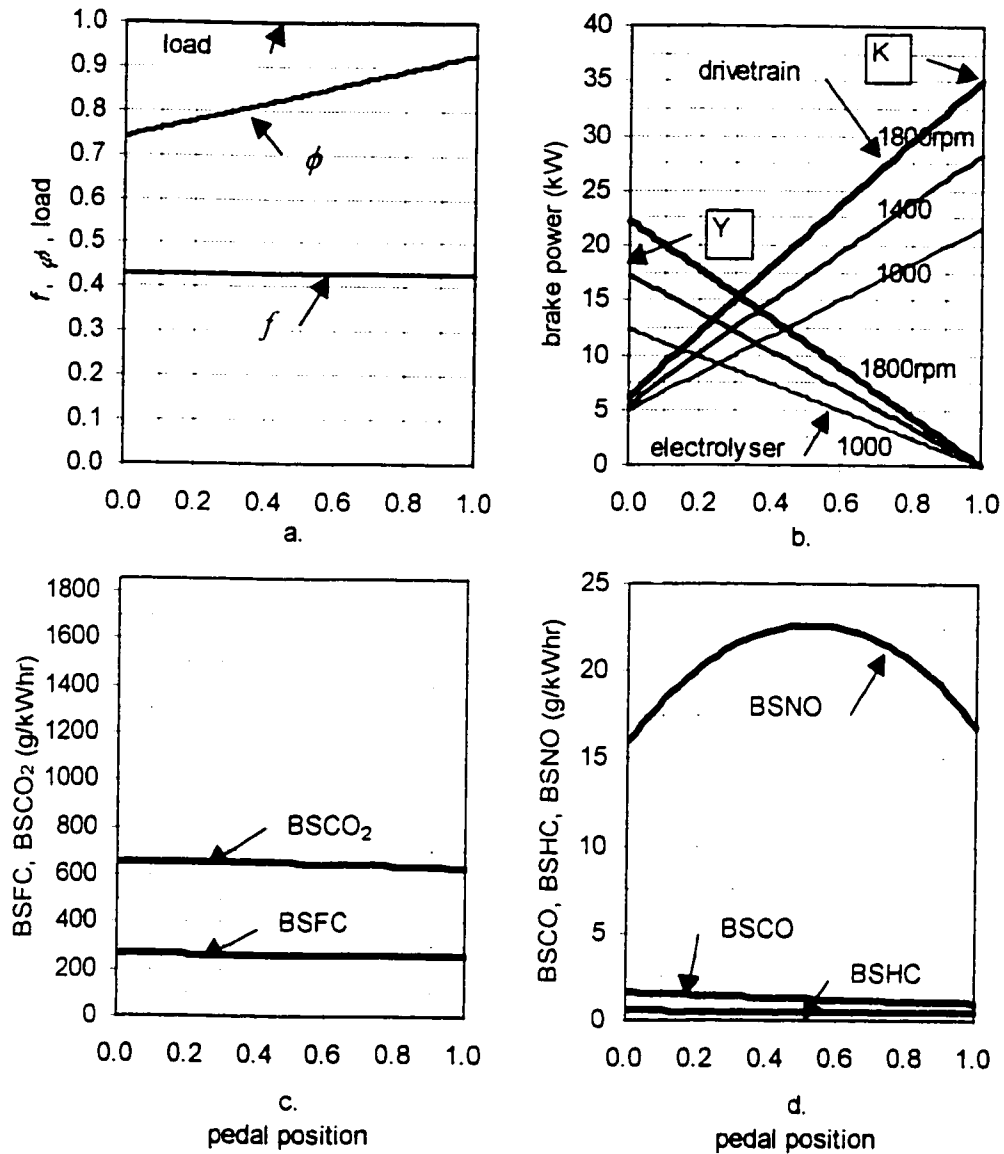 1.0
0.9
0.8
0.7
0.6
0.5
0.4
0.3
0.2
0.1
0.0
f, ϕ, load
load
ϕ
f
0.0 0.2 0.4 0.6 0.8 1.0
a.
40
35
30
25
20
15
10
5
0
brake power (kW)
K
drivetrain
1800rpm
1400
Y
1000
1800rpm
electrolyser
1000
0.0 0.2 0.4 0.6 0.8 1.0
b.
1800
1600
1400
1200
1000
800
600
400
200
0
BSFC, BSCO₂ (g/kWhr)
BSCO₂
BSFC
0.0 0.2 0.4 0.6 0.8 1.0
c.
pedal position
25
20
15
10
5
0
BSCO, BSHC, BSNO (g/kWhr)
BSNO
BSCO
BSHC
0.0 0.2 0.4 0.6 0.8 1.0
d.
pedal position